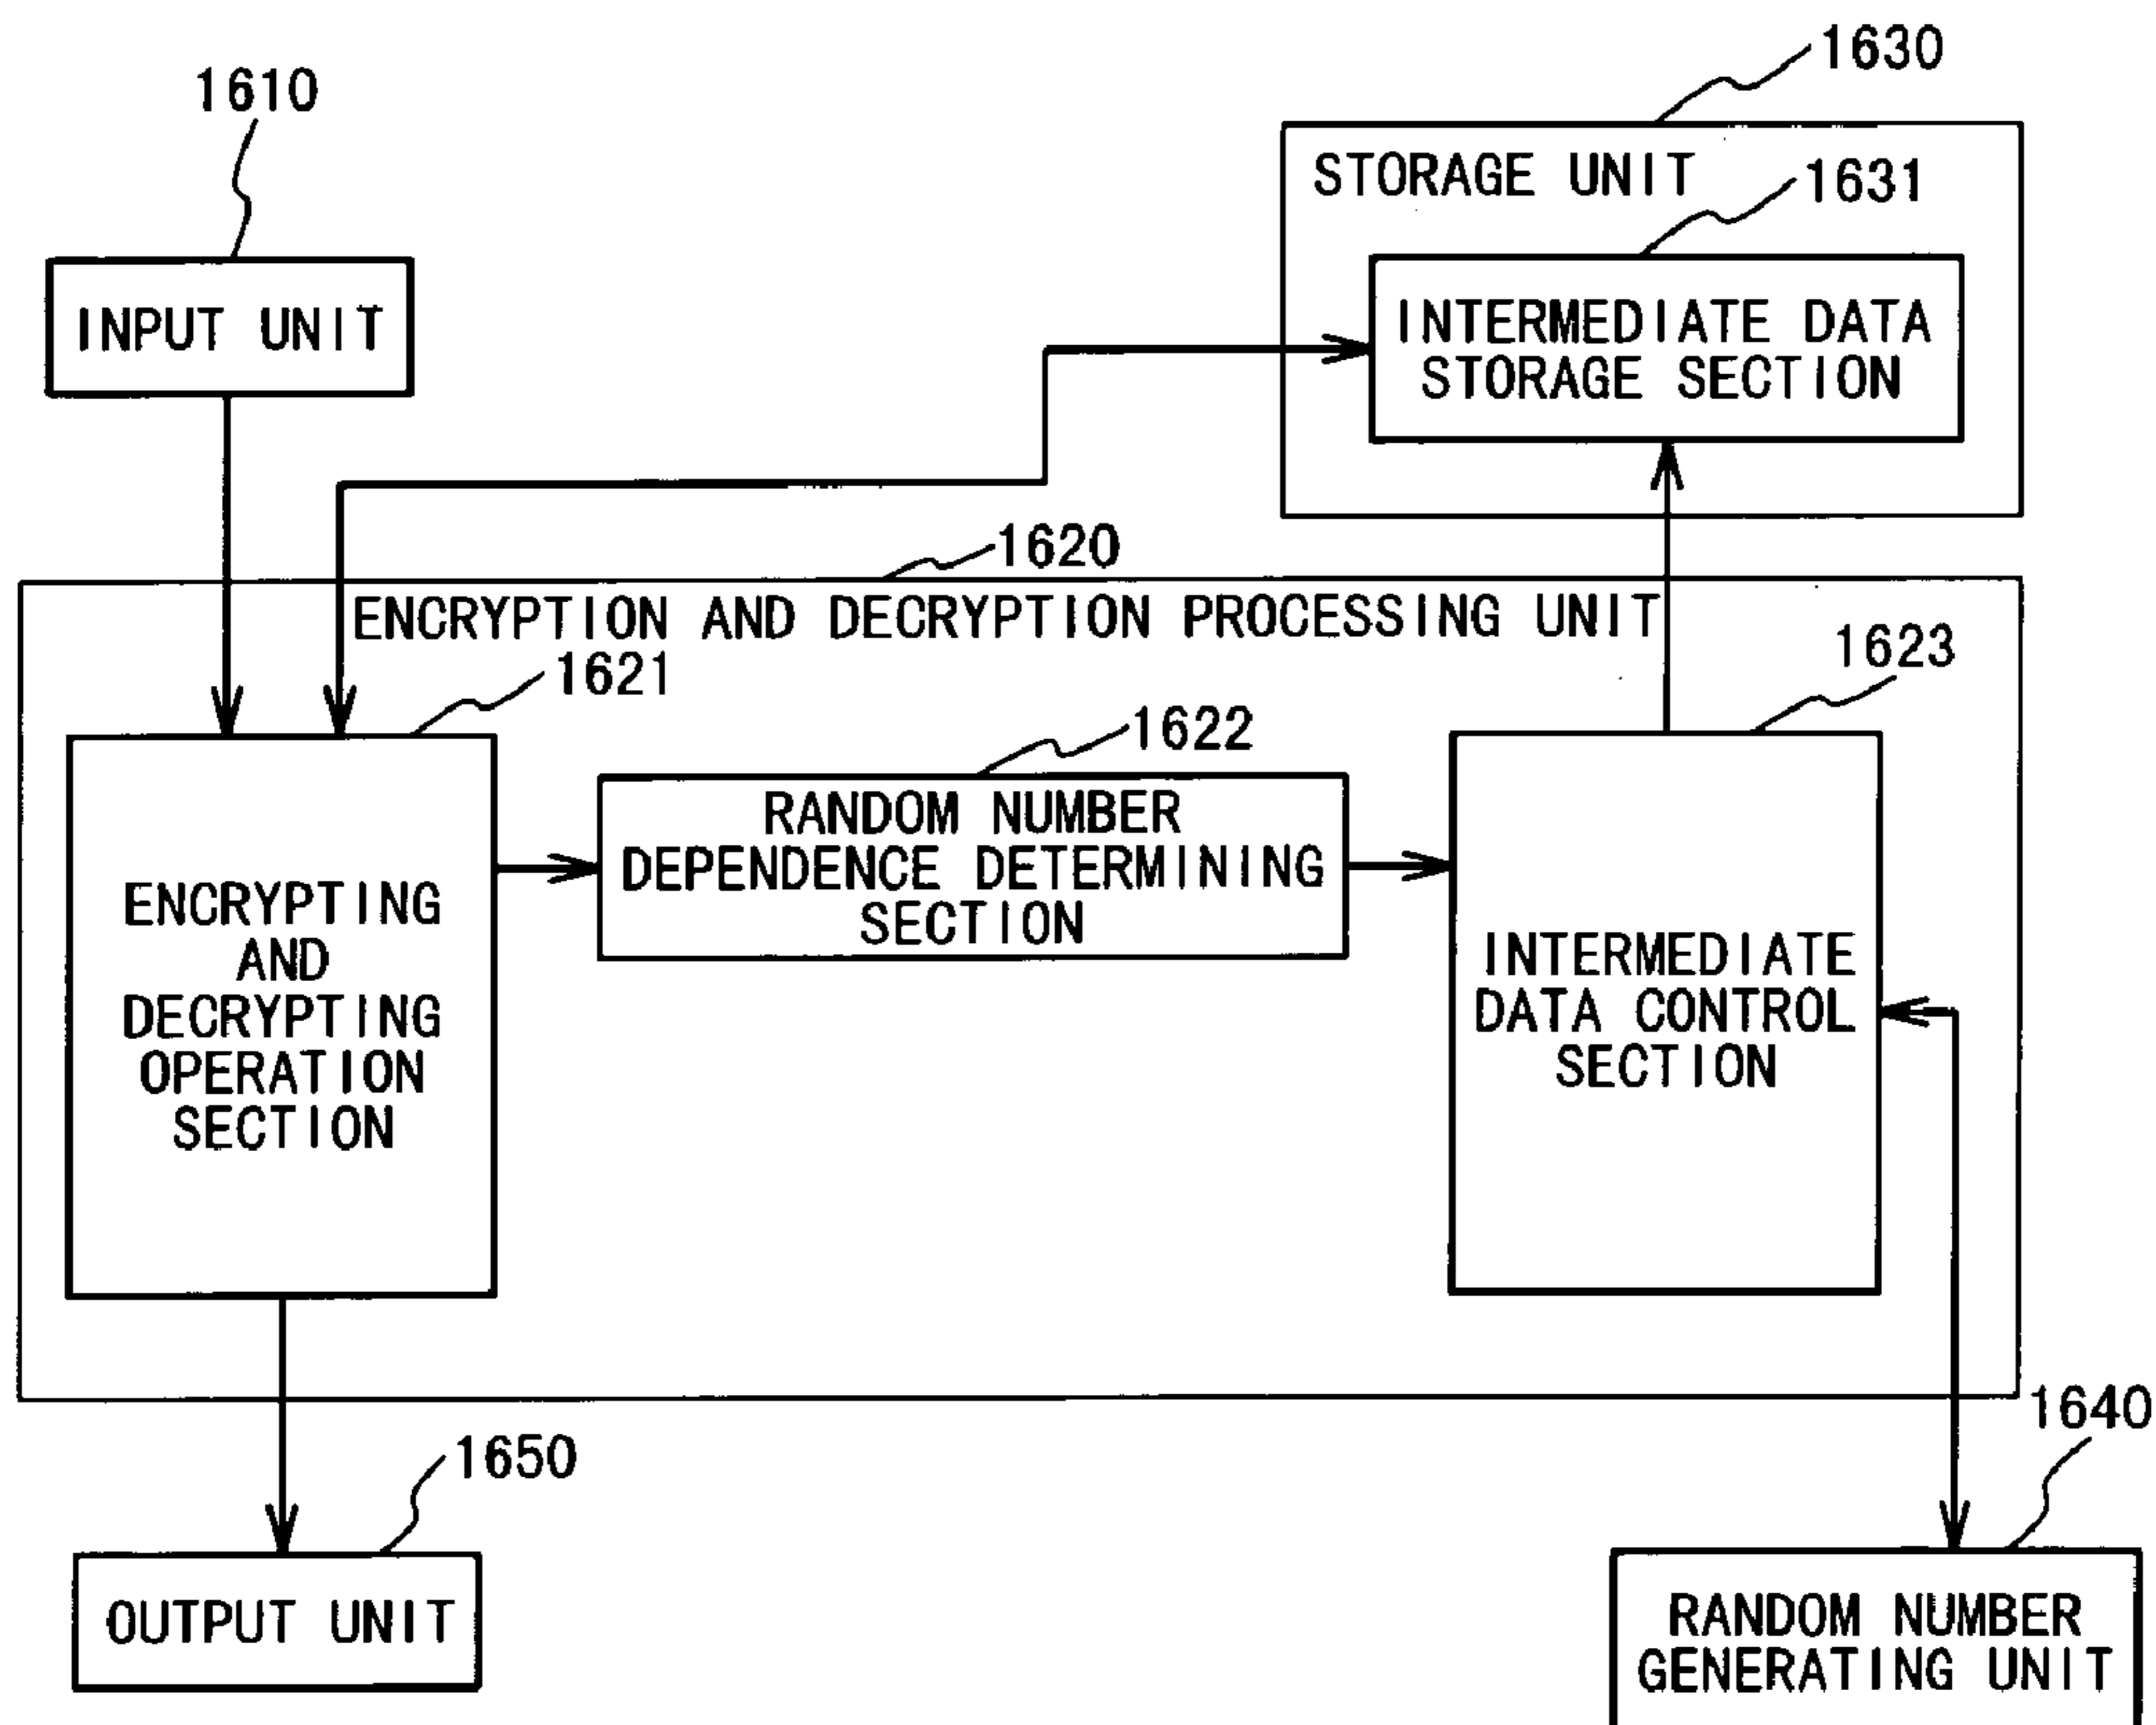 1630
1610
STORAGE UNIT
1631
INPUT UNIT
INTERMEDIATE DATA
STORAGE SECTION
1620
ENCRYPTION AND DECRYPTION PROCESSING UNIT
1623
1621
1622
RANDOM NUMBER
DEPENDENCE DETERMINING
SECTION
ENCRYPTING
AND
DECRYPTING
OPERATION
SECTION
INTERMEDIATE
DATA CONTROL
SECTION
1640
1650
OUTPUT UNIT
RANDOM NUMBER
GENERATING UNIT